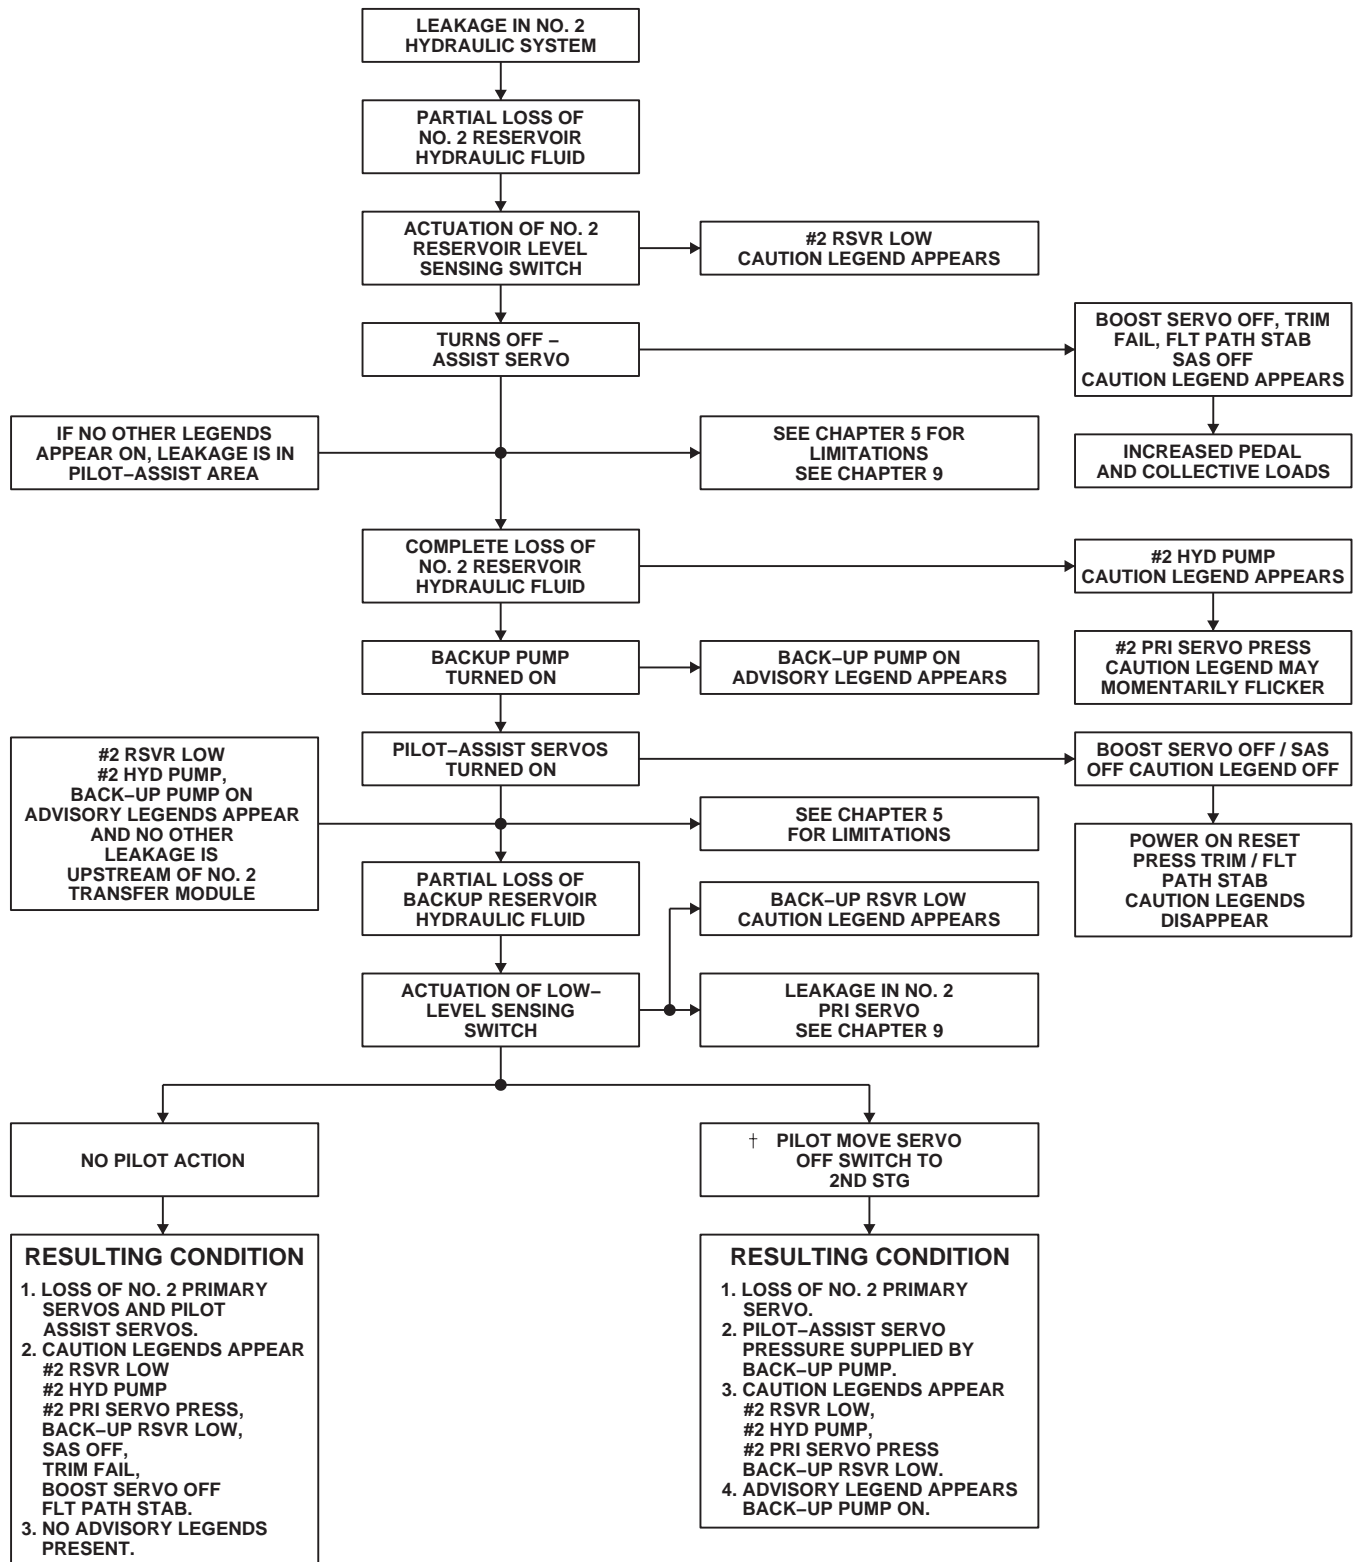 LEAKAGE IN NO. 2
HYDRAULIC SYSTEM
PARTIAL LOSS OF
NO. 2 RESERVOIR
HYDRAULIC FLUID
ACTUATION OF NO. 2
RESERVOIR LEVEL
SENSING SWITCH
#2 RSVR LOW
CAUTION LEGEND APPEARS
TURNS OFF –
ASSIST SERVO
BOOST SERVO OFF, TRIM
FAIL, FLT PATH STAB
SAS OFF
CAUTION LEGEND APPEARS
IF NO OTHER LEGENDS
APPEAR ON, LEAKAGE IS IN
PILOT–ASSIST AREA
SEE CHAPTER 5 FOR
LIMITATIONS
SEE CHAPTER 9
INCREASED PEDAL
AND COLLECTIVE LOADS
COMPLETE LOSS OF
NO. 2 RESERVOIR
HYDRAULIC FLUID
#2 HYD PUMP
CAUTION LEGEND APPEARS
BACKUP PUMP
TURNED ON
BACK–UP PUMP ON
ADVISORY LEGEND APPEARS
#2 PRI SERVO PRESS
CAUTION LEGEND MAY
MOMENTARILY FLICKER
PILOT–ASSIST SERVOS
TURNED ON
BOOST SERVO OFF / SAS
OFF CAUTION LEGEND OFF
#2 RSVR LOW
#2 HYD PUMP,
BACK–UP PUMP ON
ADVISORY LEGENDS APPEAR
AND NO OTHER
LEAKAGE IS
UPSTREAM OF NO. 2
TRANSFER MODULE
SEE CHAPTER 5
FOR LIMITATIONS
POWER ON RESET
PRESS TRIM / FLT
PATH STAB
CAUTION LEGENDS
DISAPPEAR
PARTIAL LOSS OF
BACKUP RESERVOIR
HYDRAULIC FLUID
BACK–UP RSVR LOW
CAUTION LEGEND APPEARS
ACTUATION OF LOW–
LEVEL SENSING
SWITCH
LEAKAGE IN NO. 2
PRI SERVO
SEE CHAPTER 9
NO PILOT ACTION
† PILOT MOVE SERVO
OFF SWITCH TO
2ND STG
RESULTING CONDITION
1. LOSS OF NO. 2 PRIMARY
SERVOS AND PILOT
ASSIST SERVOS.
2. CAUTION LEGENDS APPEAR
#2 RSVR LOW
#2 HYD PUMP
#2 PRI SERVO PRESS,
BACK–UP RSVR LOW,
SAS OFF,
TRIM FAIL,
BOOST SERVO OFF
FLT PATH STAB.
3. NO ADVISORY LEGENDS
PRESENT.
RESULTING CONDITION
1. LOSS OF NO. 2 PRIMARY
SERVO.
2. PILOT–ASSIST SERVO
PRESSURE SUPPLIED BY
BACK–UP PUMP.
3. CAUTION LEGENDS APPEAR
#2 RSVR LOW,
#2 HYD PUMP,
#2 PRI SERVO PRESS
BACK–UP RSVR LOW.
4. ADVISORY LEGEND APPEARS
BACK–UP PUMP ON.